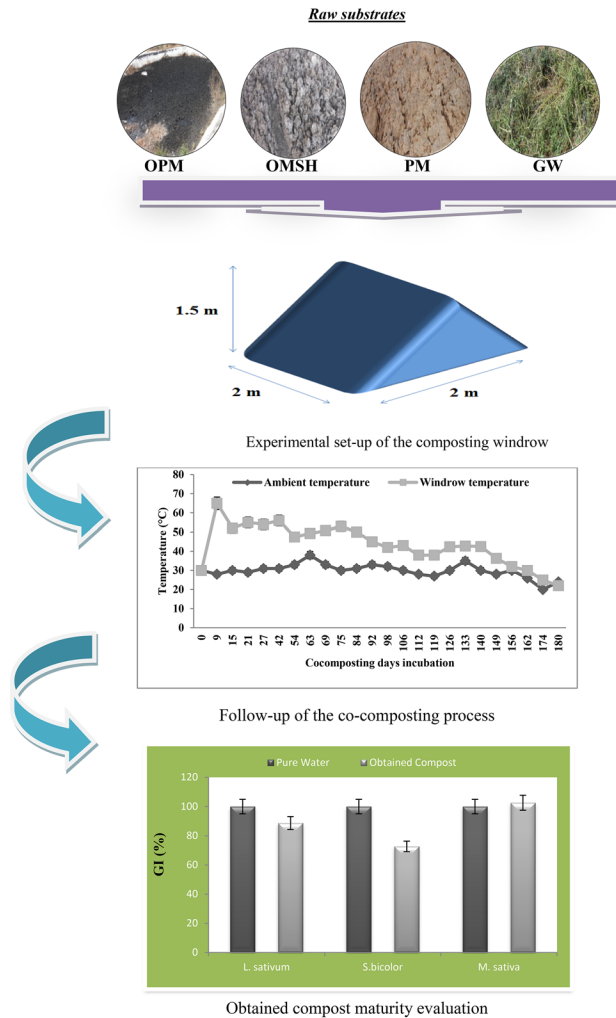 Raw substrates
OPM OMSH PM GW
1.5 m
2 m 2 m
Experimental set-up of the composting windrow
Ambient temperature Windrow temperature
80
70
60
50
40
30
20
10
0
Temperature (°C)
0 9 15 21 27 42 54 63 69 75 84 92 98 106 112 119 126 133 140 149 156 162 174 180
Cocomposting days incubation
Follow-up of the co-composting process
Pure Water Obtained Compost
120
100
80
60
40
20
0
GI (%)
L. sativum S.bicolor M. sativa
Obtained compost maturity evaluation